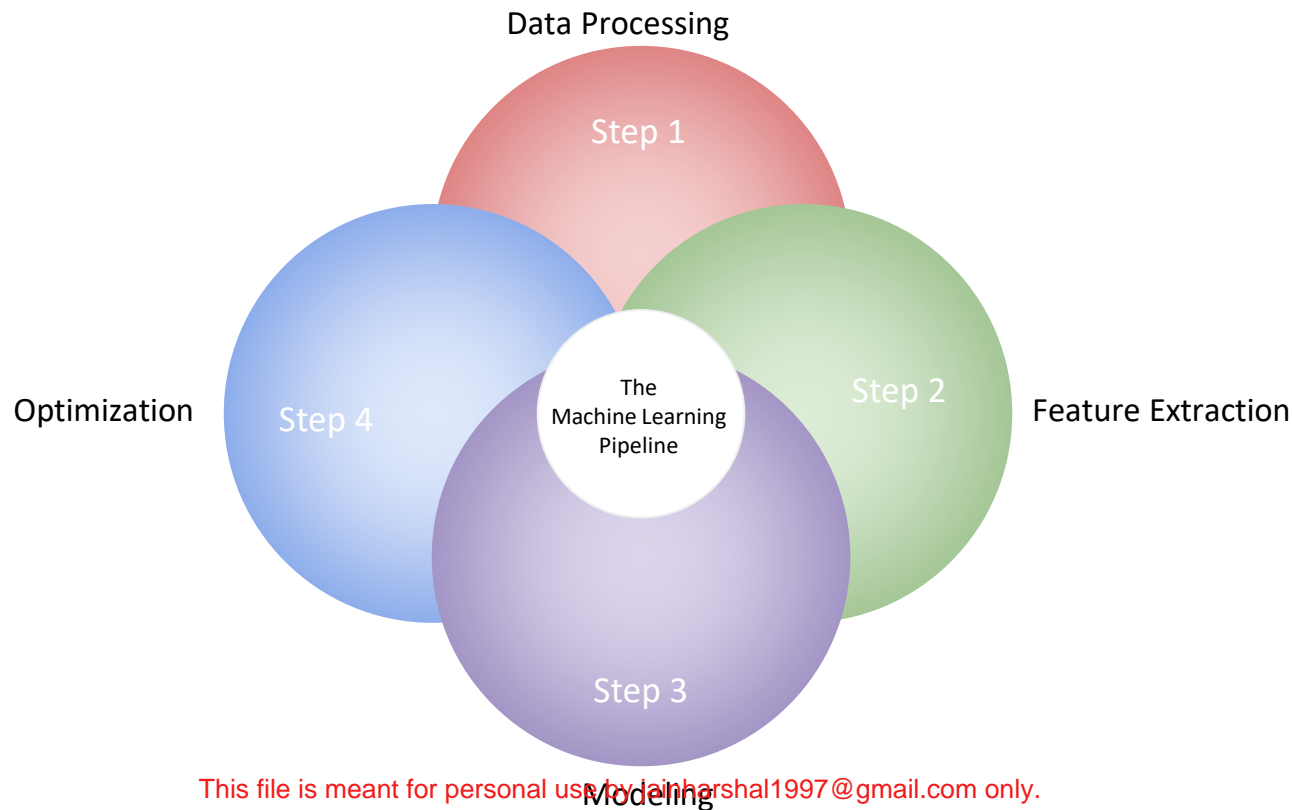 Data Processing
Step 1
Step 2
Feature Extraction
The
Machine Learning
Pipeline
Optimization
Step 4
Step 3
Modeling
This file is meant for personal use by jainharshal1997@gmail.com only.